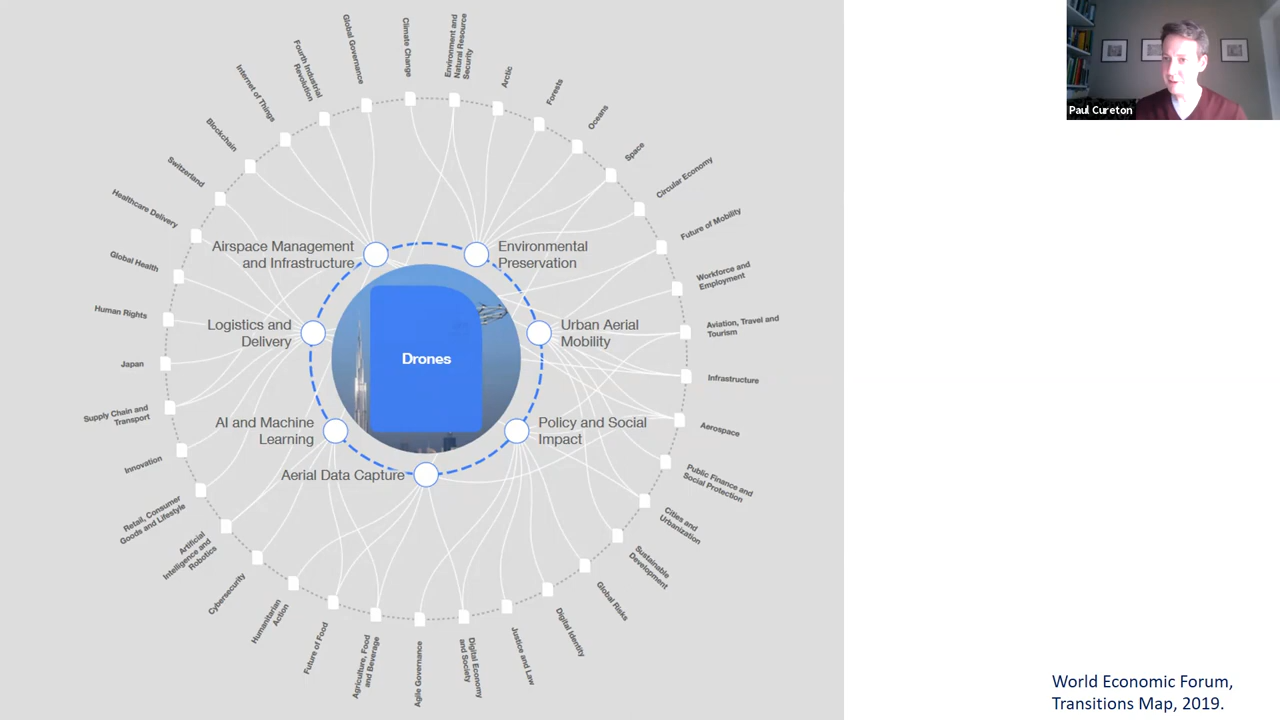 Global Governance
Climate Change
Environment and
Natural Resource
Security
Arctic
Forests
Oceans
Space
Circular Economy
Future of Mobility
Workforce and
Employment
Aviation, Travel and
Tourism
Infrastructure
Aerospace
Public Finance and
Social Protection
Cities and
Urbanization
Sustainable
Development
Global Risks
Digital Identity
Justice and Law
Digital Economy
and Society
Agile Governance
Agriculture, Food
and Beverage
Future of Food
Humanitarian
Action
Cybersecurity
Artificial
Intelligence and
Robotics
Retail, Consumer
Goods and Lifestyle
Innovation
Supply Chain and
Transport
Japan
Human Rights
Global Health
Healthcare Delivery
Switzerland
Blockchain
Internet of Things
Fourth Industrial
Revolution
Airspace Management
and Infrastructure
Environmental
Preservation
Logistics and
Delivery
Urban Aerial
Mobility
Drones
AI and Machine
Learning
Policy and Social
Impact
Aerial Data Capture
Paul Cureton
World Economic Forum,
Transitions Map, 2019.